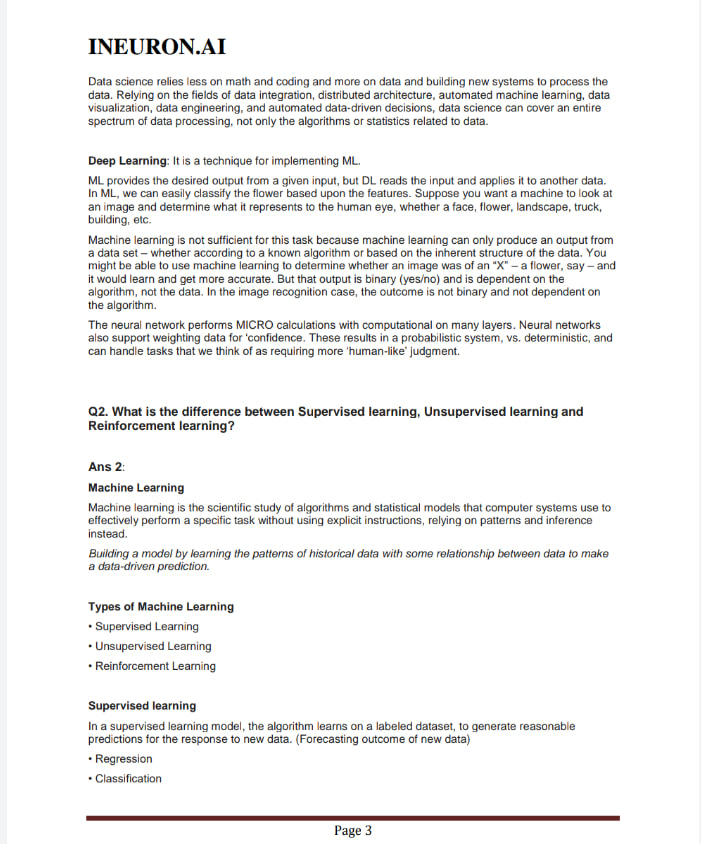 INEURON.AI
Data science relies less on math and coding and more on data and building new systems to process the
data. Relying on the fields of data integration, distributed architecture, automated machine learning, data
visualization, data engineering, and automated data-driven decisions, data science can cover an entire
spectrum of data processing, not only the algorithms or statistics related to data.
Deep Learning: It is a technique for implementing ML.
ML provides the desired output from a given input, but DL reads the input and applies it to another data.
In ML, we can easily classify the flower based upon the features. Suppose you want a machine to look at
an image and determine what it represents to the human eye, whether a face, flower, landscape, truck,
building, etc.
Machine learning is not sufficient for this task because machine learning can only produce an output from
a data set – whether according to a known algorithm or based on the inherent structure of the data. You
might be able to use machine learning to determine whether an image was of an “X” – a flower, say – and
it would learn and get more accurate. But that output is binary (yes/no) and is dependent on the
algorithm, not the data. In the image recognition case, the outcome is not binary and not dependent on
the algorithm.
The neural network performs MICRO calculations with computational on many layers. Neural networks
also support weighting data for ‘confidence. These results in a probabilistic system, vs. deterministic, and
can handle tasks that we think of as requiring more ‘human-like’ judgment.
Q2. What is the difference between Supervised learning, Unsupervised learning and
Reinforcement learning?
Ans 2:
Machine Learning
Machine learning is the scientific study of algorithms and statistical models that computer systems use to
effectively perform a specific task without using explicit instructions, relying on patterns and inference
instead.
Building a model by learning the patterns of historical data with some relationship between data to make
a data-driven prediction.
Types of Machine Learning
• Supervised Learning
• Unsupervised Learning
• Reinforcement Learning
Supervised learning
In a supervised learning model, the algorithm learns on a labeled dataset, to generate reasonable
predictions for the response to new data. (Forecasting outcome of new data)
• Regression
• Classification
Page 3